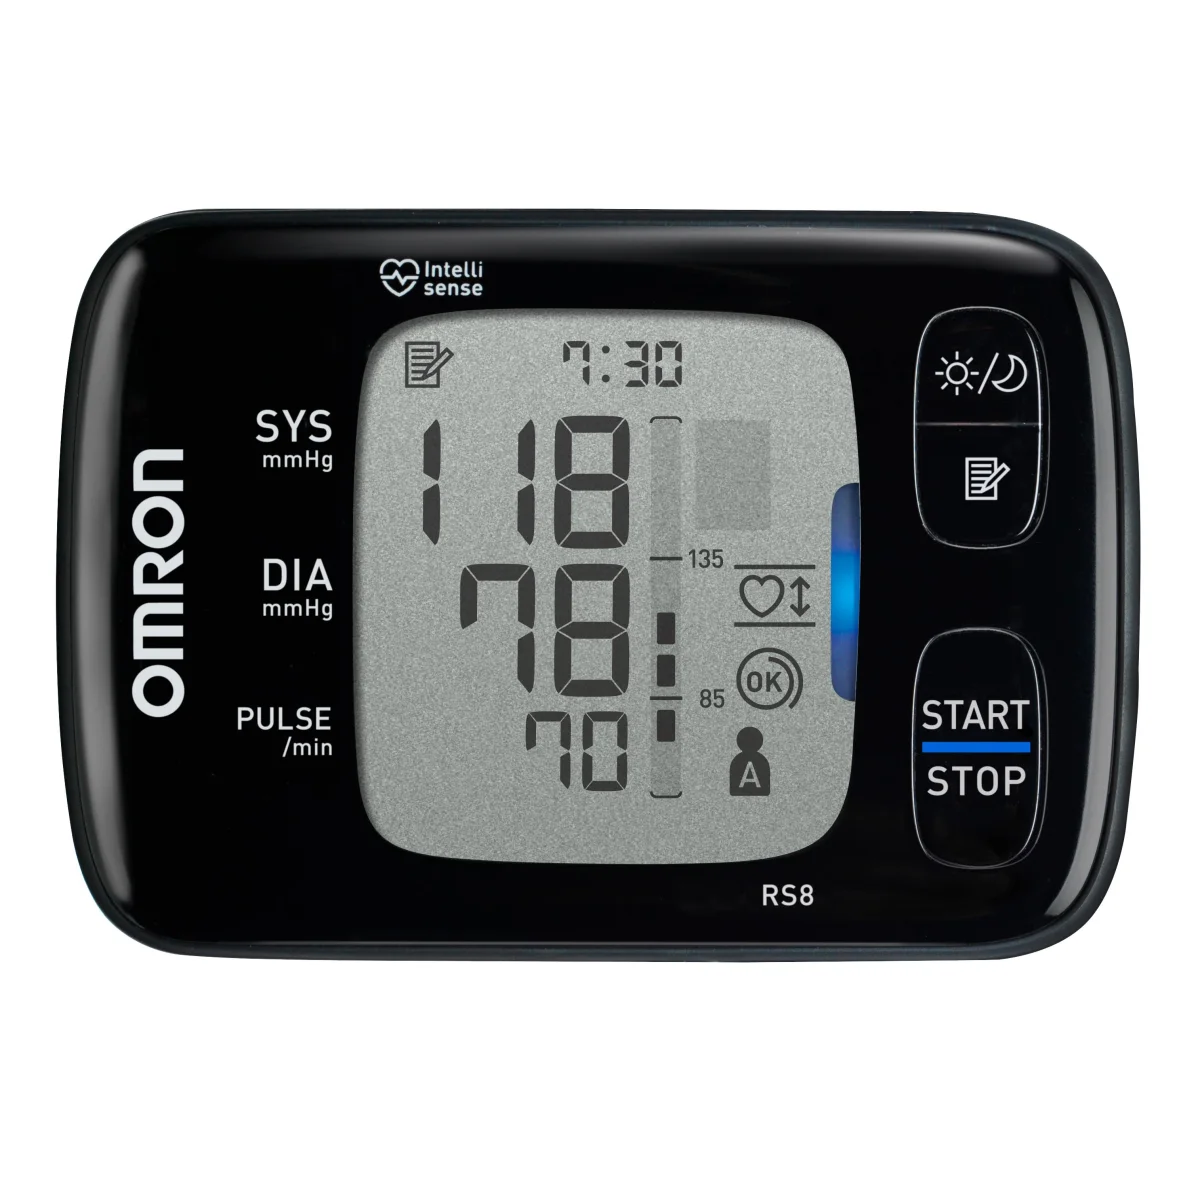 Intelli
sense
7:30
SYS
mmHg
118
135
DIA
mmHg
78
OK
85
PULSE
/min
70
A
OMRON
START
STOP
RS8